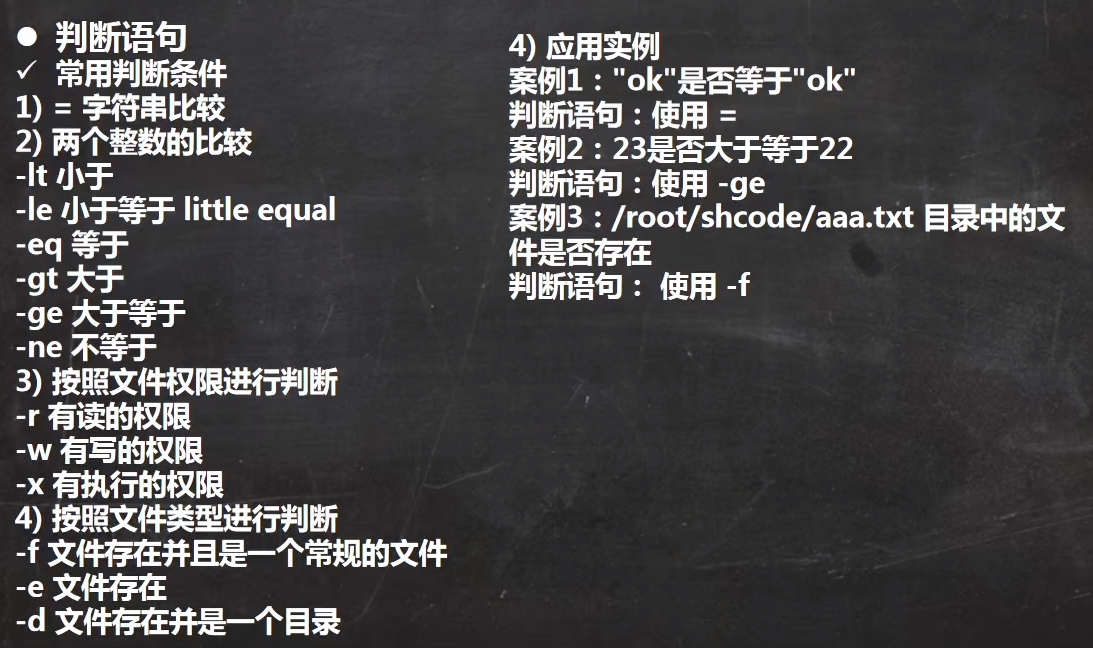 ● 判断语句
✓ 常用判断条件
1) = 字符串比较
2) 两个整数的比较
-lt 小于
-le 小于等于 little equal
-eq 等于
-gt 大于
-ge 大于等于
-ne 不等于
3) 按照文件权限进行判断
-r 有读的权限
-w 有写的权限
-x 有执行的权限
4) 按照文件类型进行判断
-f 文件存在并且是一个常规的文件
-e 文件存在
-d 文件存在并是一个目录
4) 应用实例
案例1："ok"是否等于"ok"
判断语句：使用 =
案例2：23是否大于等于22
判断语句：使用 -ge
案例3：/root/shcode/aaa.txt 目录中的文
件是否存在
判断语句： 使用 -f